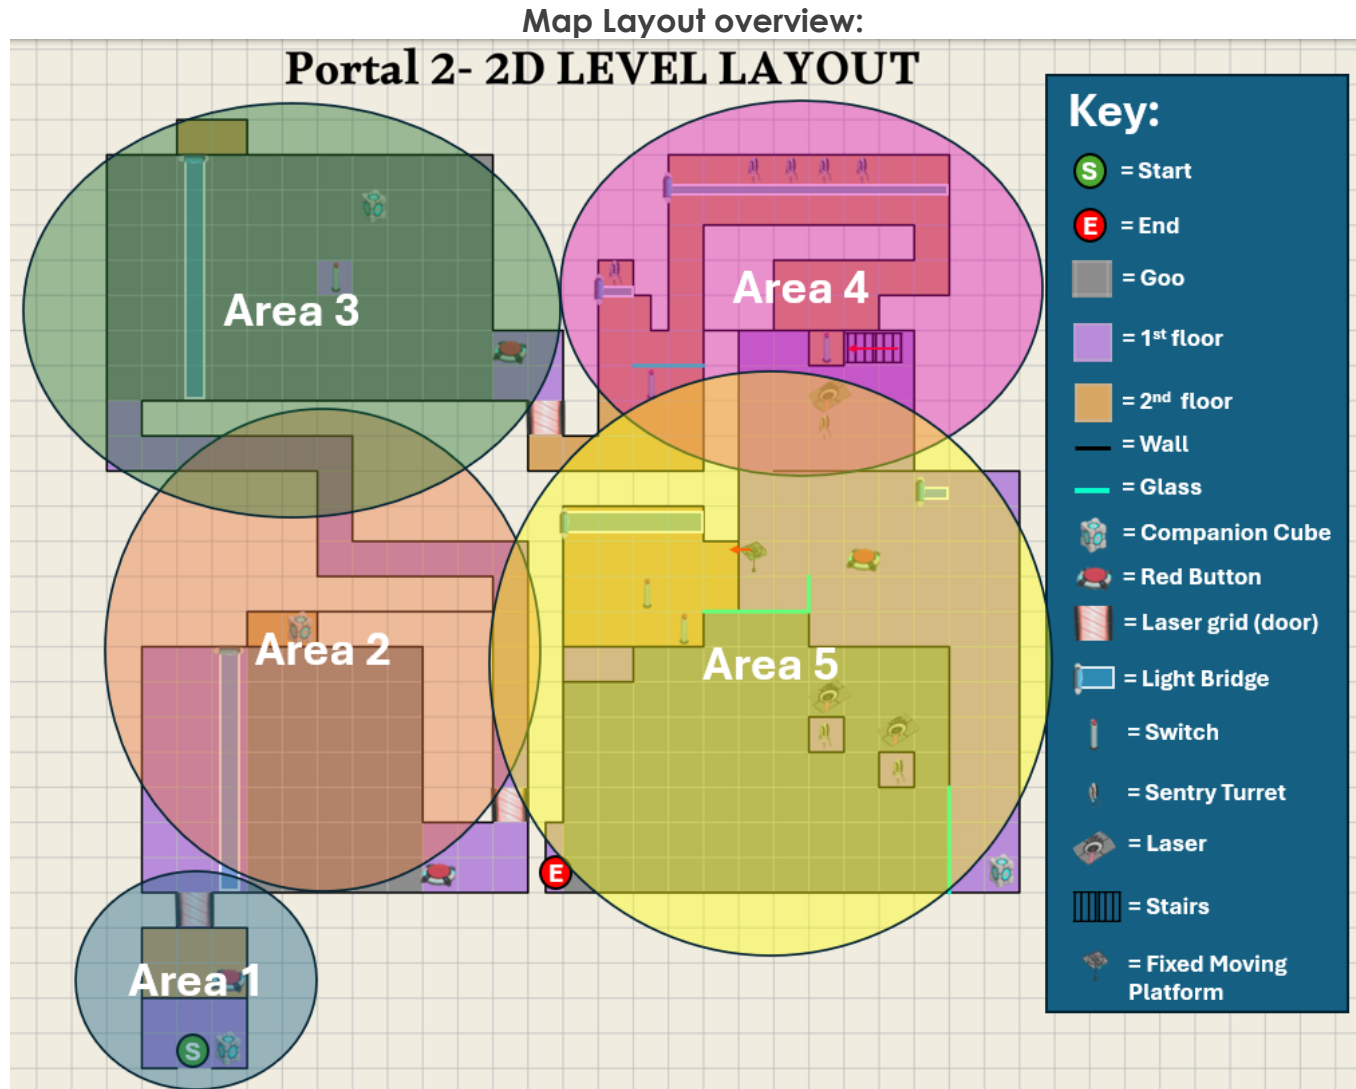 Map Layout overview:
Portal 2- 2D LEVEL LAYOUT
Key:
S = Start
E = End
= Goo
= 1st floor
= 2nd floor
= Wall
= Glass
= Companion Cube
= Red Button
= Laser grid (door)
= Light Bridge
= Switch
= Sentry Turret
= Laser
= Stairs
= Fixed Moving
Platform
Area 3
Area 4
Area 2
Area 5
E
Area 1
S